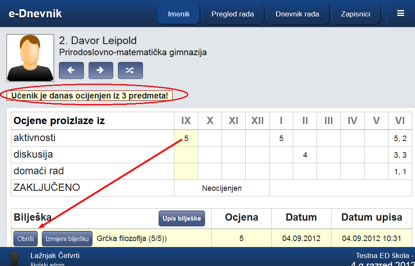 e-Dnevnik Imenik Pregled rada Dnevnik rada Zapisnici
2. Davor Leipold
Prirodoslovno-matematička gimnazija
Učenik je danas ocijenjen iz 3 predmeta!
Ocjene proizlaze iz IX X XI XII I II III IV V VI
aktivnosti 5 5 5, 2
diskusija 4 3, 3
domaći rad 1, 1
ZAKLJUČENO Neocijenjen
Bilješka Upis bilješke Ocjena Datum Datum upisa
Obriši Izmijeni bilješku Grčka filozofija (5/5)) 5 04.09.2012 04.09.2012 10:31
Lažnjak Četvrti Testna ED škola -
školski admin 4.g razred 2012